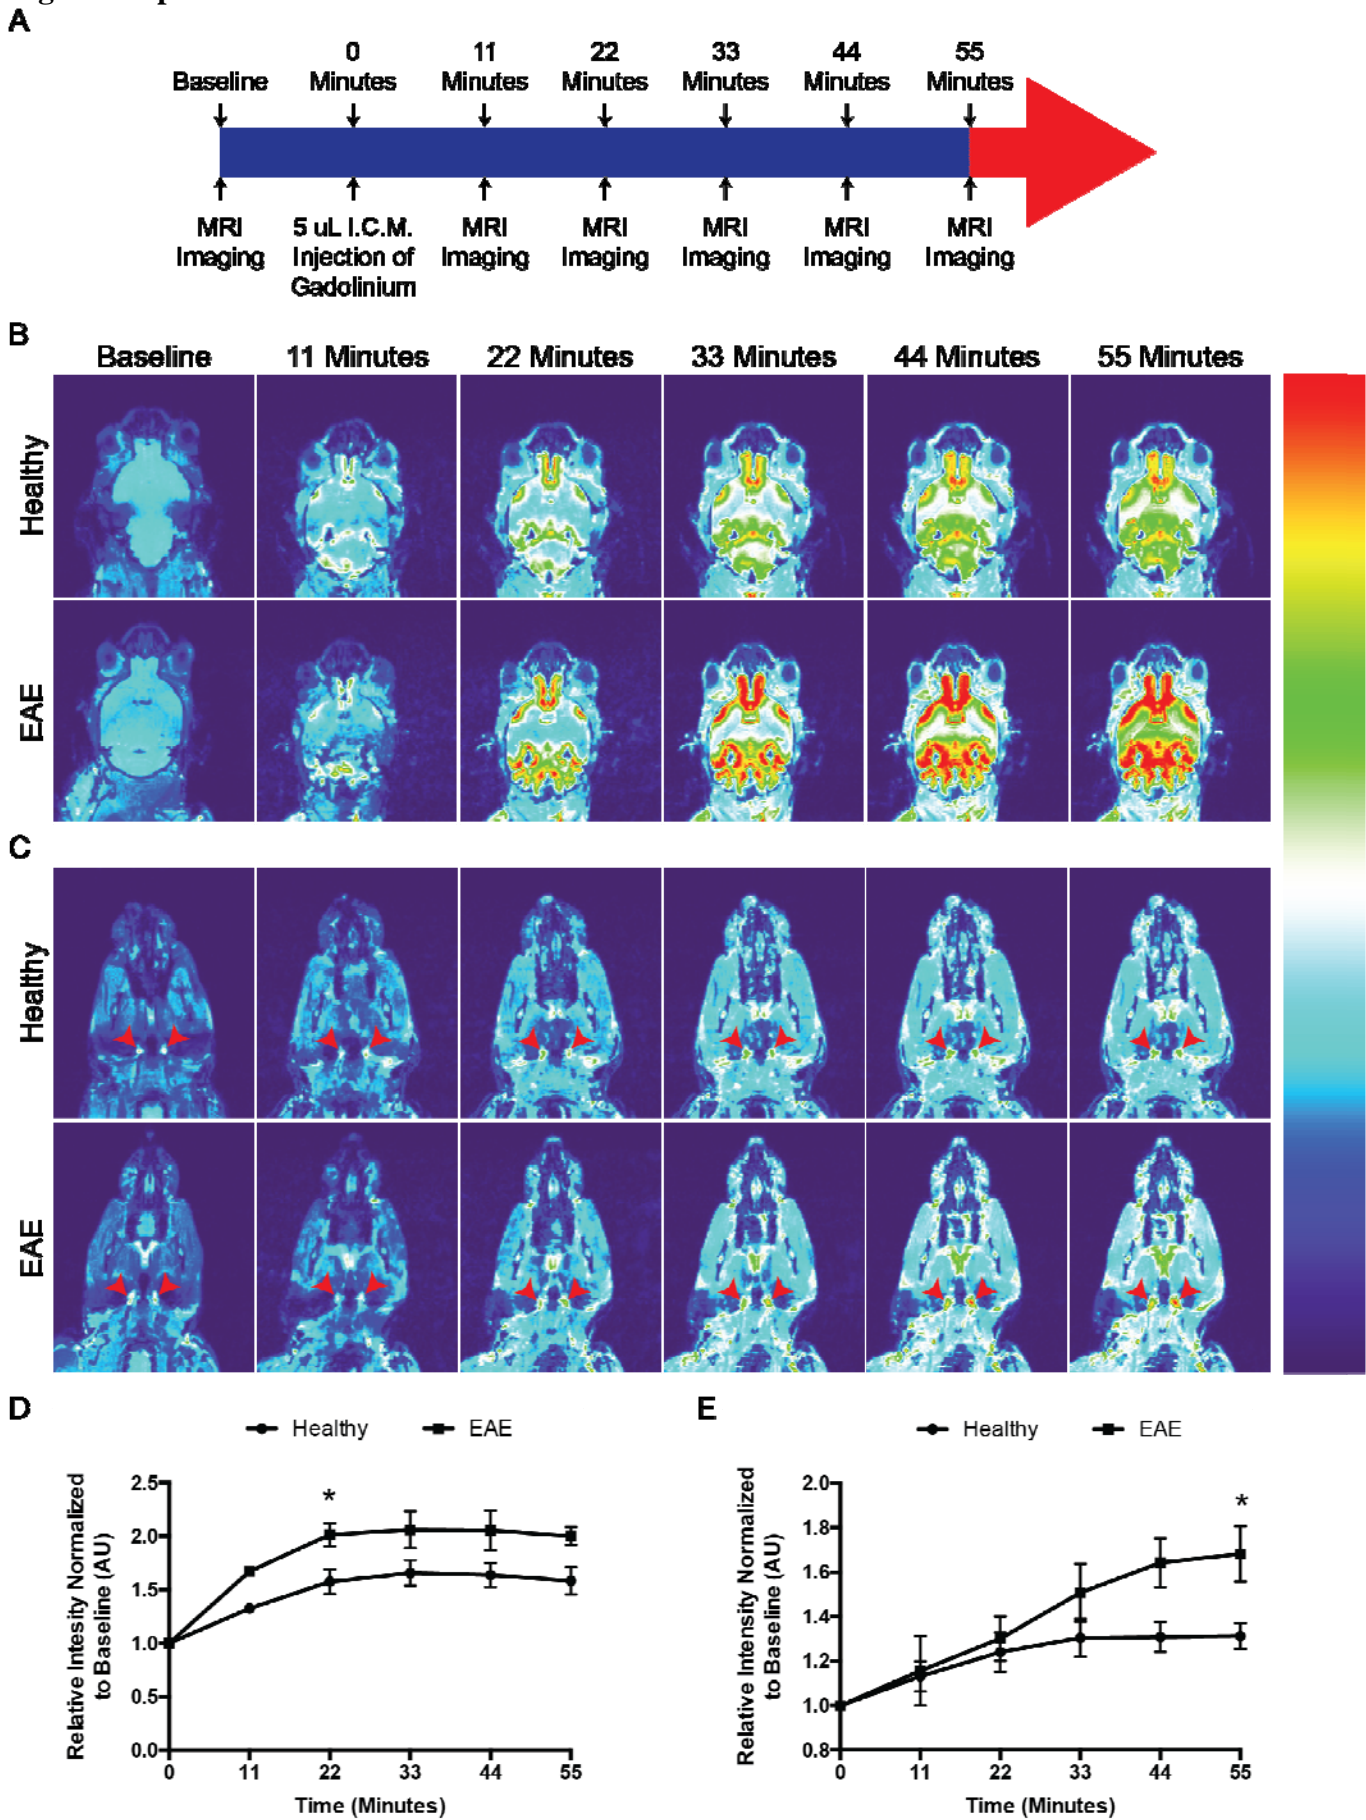 A
0 11 22 33 44 55
Baseline Minutes Minutes Minutes Minutes Minutes Minutes
MRI 5 uL I.C.M. MRI MRI MRI MRI MRI
Imaging Injection of Imaging Imaging Imaging Imaging Imaging
Gadolinium
B
Baseline 11 Minutes 22 Minutes 33 Minutes 44 Minutes 55 Minutes
Healthy
EAE
C
Healthy
EAE
D
Healthy EAE
Relative Intesity Normalized
to Baseline (AU)
2.5
2.0
1.5
1.0
0.5
0.0
*
0 11 22 33 44 55
Time (Minutes)
E
Healthy EAE
Relative Intensity Normalized
to Baseline (AU)
2.0
1.8
1.6
1.4
1.2
1.0
0.8
*
0 11 22 33 44 55
Time (Minutes)